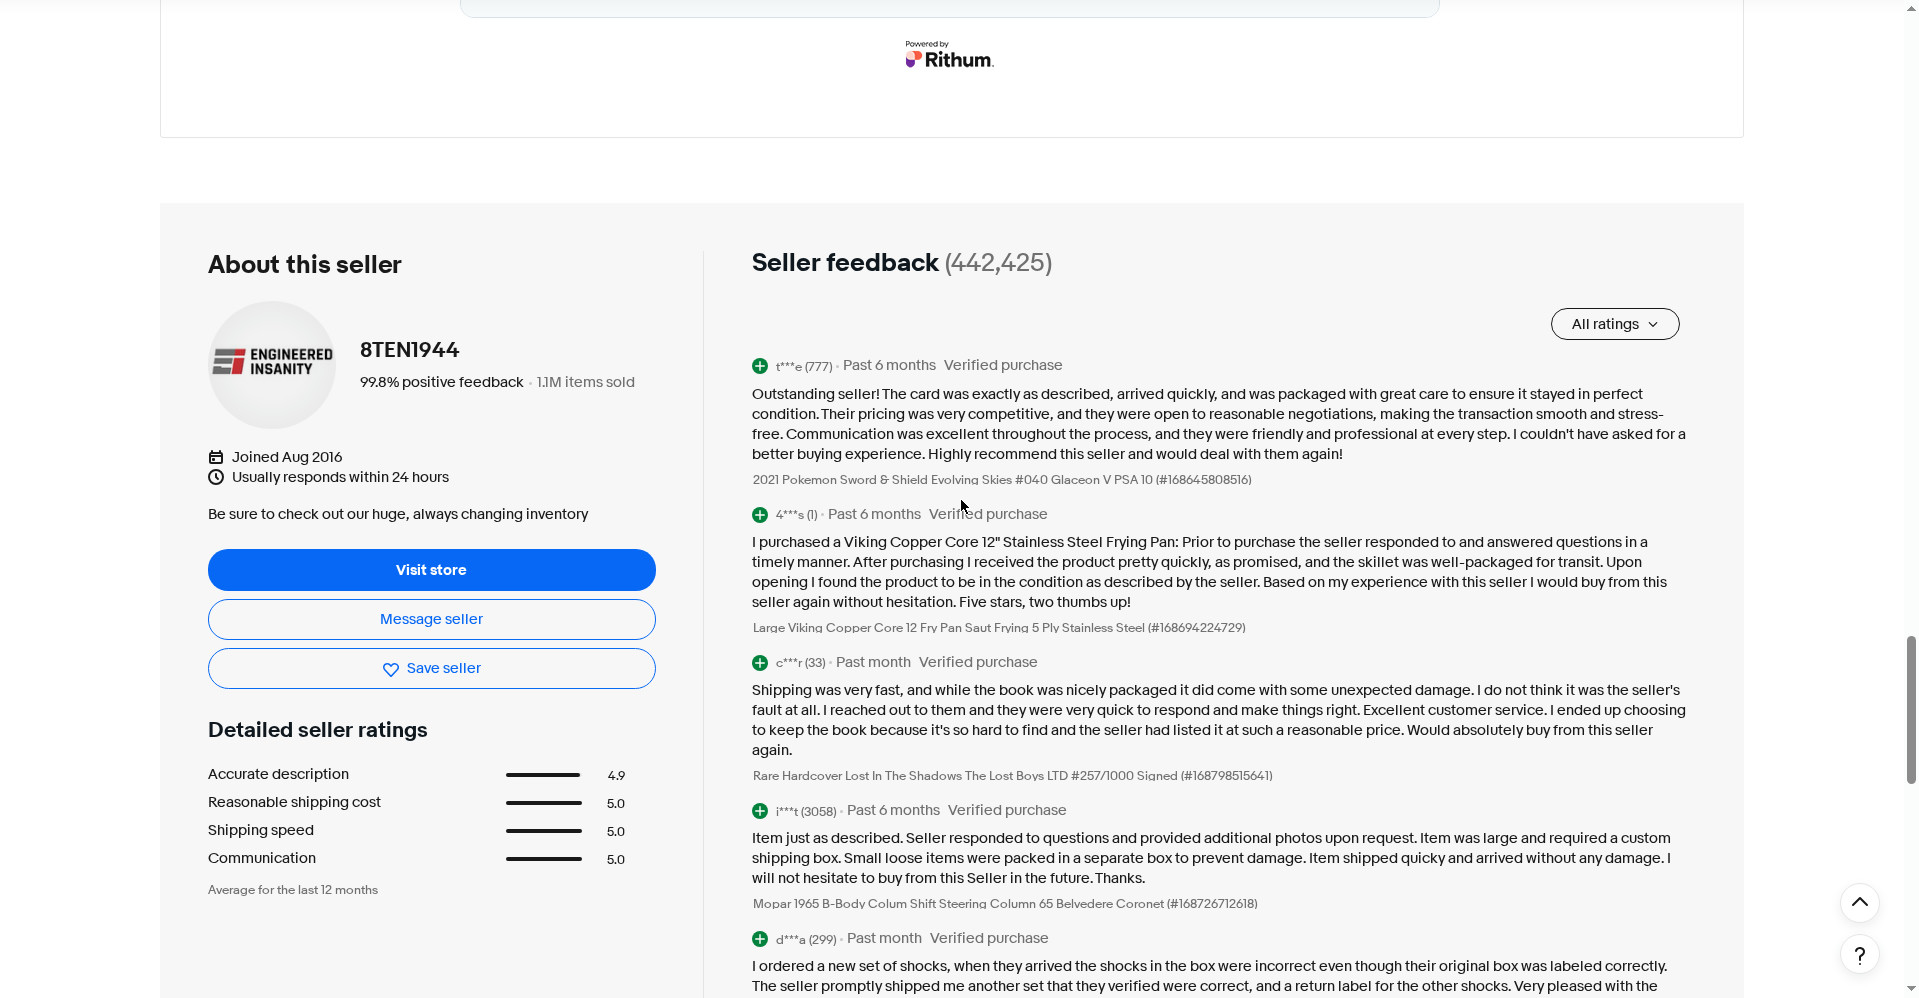 Powered by
Rithum.
About this seller
ENGINEERED
INSANITY
8TEN1944
99.8% positive feedback · 1.1M items sold
Joined Aug 2016
Usually responds within 24 hours
Be sure to check out our huge, always changing inventory
Visit store
Message seller
Save seller
Detailed seller ratings
Accurate description 4.9
Reasonable shipping cost 5.0
Shipping speed 5.0
Communication 5.0
Average for the last 12 months
Seller feedback (442,425)
All ratings
t***e (777) · Past 6 months Verified purchase
Outstanding seller! The card was exactly as described, arrived quickly, and was packaged with great care to ensure it stayed in perfect
condition. Their pricing was very competitive, and they were open to reasonable negotiations, making the transaction smooth and stress-
free. Communication was excellent throughout the process, and they were friendly and professional at every step. I couldn't have asked for a
better buying experience. Highly recommend this seller and would deal with them again!
2021 Pokemon Sword & Shield Evolving Skies #040 Glaceon V PSA 10 (#168645808516)
4***s (1) · Past 6 months Verified purchase
I purchased a Viking Copper Core 12" Stainless Steel Frying Pan: Prior to purchase the seller responded to and answered questions in a
timely manner. After purchasing I received the product pretty quickly, as promised, and the skillet was well-packaged for transit. Upon
opening I found the product to be in the condition as described by the seller. Based on my experience with this seller I would buy from this
seller again without hesitation. Five stars, two thumbs up!
Large Viking Copper Core 12 Fry Pan Saut Frying 5 Ply Stainless Steel (#168694224729)
c***r (33) · Past month Verified purchase
Shipping was very fast, and while the book was nicely packaged it did come with some unexpected damage. I do not think it was the seller's
fault at all. I reached out to them and they were very quick to respond and make things right. Excellent customer service. I ended up choosing
to keep the book because it's so hard to find and the seller had listed it at such a reasonable price. Would absolutely buy from this seller
again.
Rare Hardcover Lost In The Shadows The Lost Boys LTD #257/1000 Signed (#168798515641)
i***t (3058) · Past 6 months Verified purchase
Item just as described. Seller responded to questions and provided additional photos upon request. Item was large and required a custom
shipping box. Small loose items were packed in a separate box to prevent damage. Item shipped quicky and arrived without any damage. I
will not hesitate to buy from this Seller in the future. Thanks.
Mopar 1965 B-Body Colum Shift Steering Column 65 Belvedere Coronet (#168726712618)
d***a (299) · Past month Verified purchase
I ordered a new set of shocks, when they arrived the shocks in the box were incorrect even though their original box was labeled correctly.
The seller promptly shipped me another set that they verified were correct, and a return label for the other shocks. Very pleased with the
?